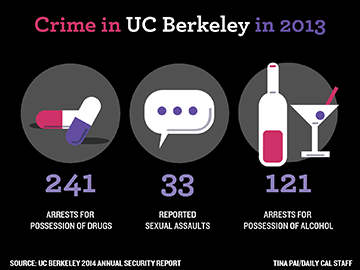 Crime in UC Berkeley in 2013
241
ARRESTS FOR
POSSESSION OF DRUGS
33
REPORTED
SEXUAL ASSAULTS
121
ARRESTS FOR
POSSESSION OF ALCOHOL
SOURCE: UC BERKELEY 2014 ANNUAL SECURITY REPORT
TINA PAI/DAILY CAL STAFF